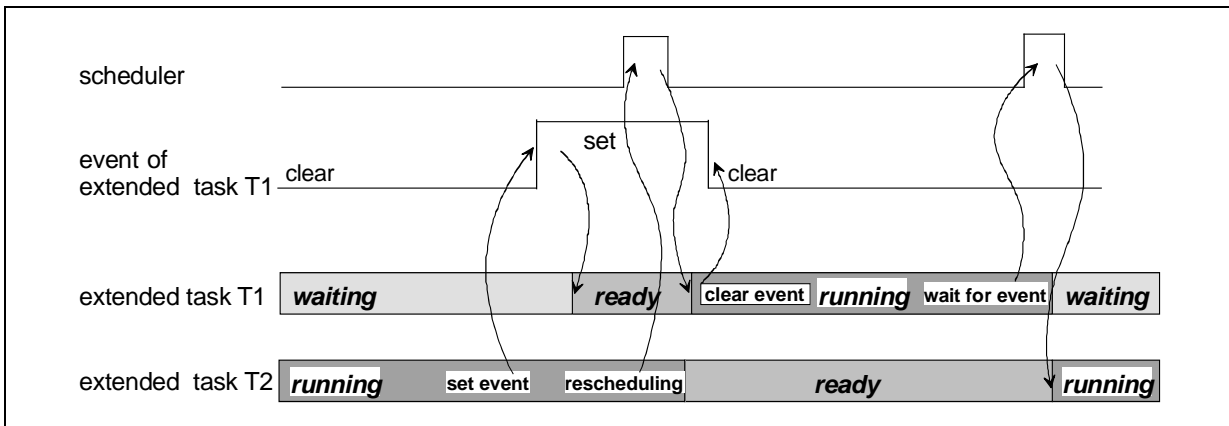 scheduler
set
event of
extended task T1
clear
clear
extended task T1
waiting
ready
clear event
running
wait for event
waiting
extended task T2
running
set event
rescheduling
ready
running